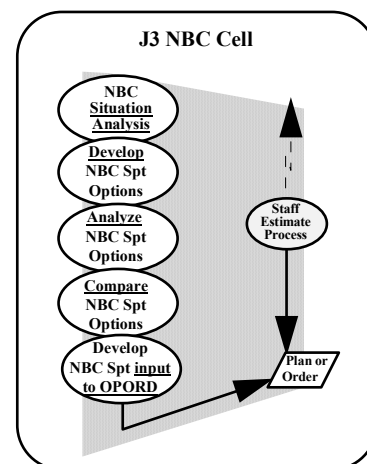 J3 NBC Cell
NBC
Situation
Analysis
Develop
NBC Spt
Options
Analyze
NBC Spt
Options
Compare
NBC Spt
Options
Develop
NBC Spt input
to OPORD
Staff
Estimate
Process
Plan or
Order